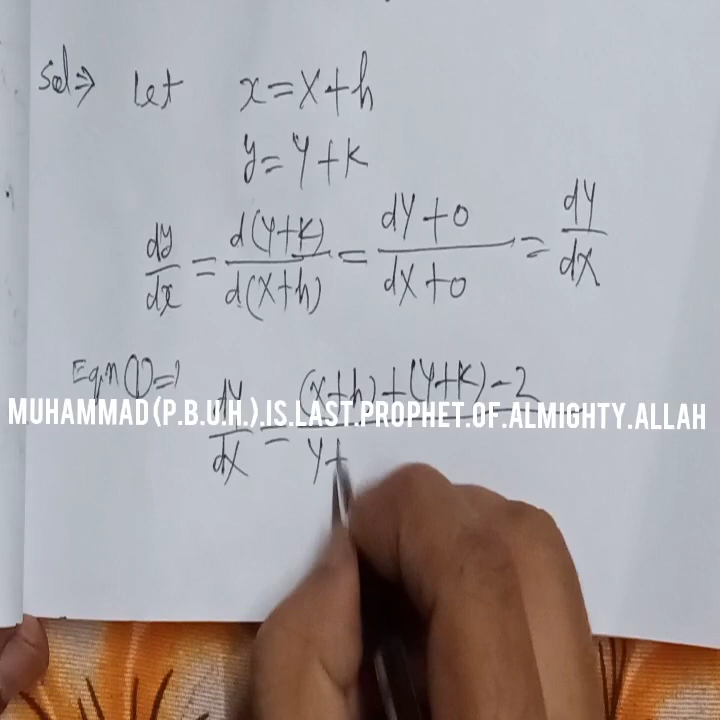 Sol⇒ Let x = X+h
y = Y+k
dy/dx = d(Y+k)/d(X+h) = dY+0/dX+0 = dY/dX
Eqn(1)⇒ dY/dX = (X+h)+(Y+k)-2/Y+
MUHAMMAD(P.B.U.H.).IS.LAST.PROPHET.OF.ALMIGHTY.ALLAH